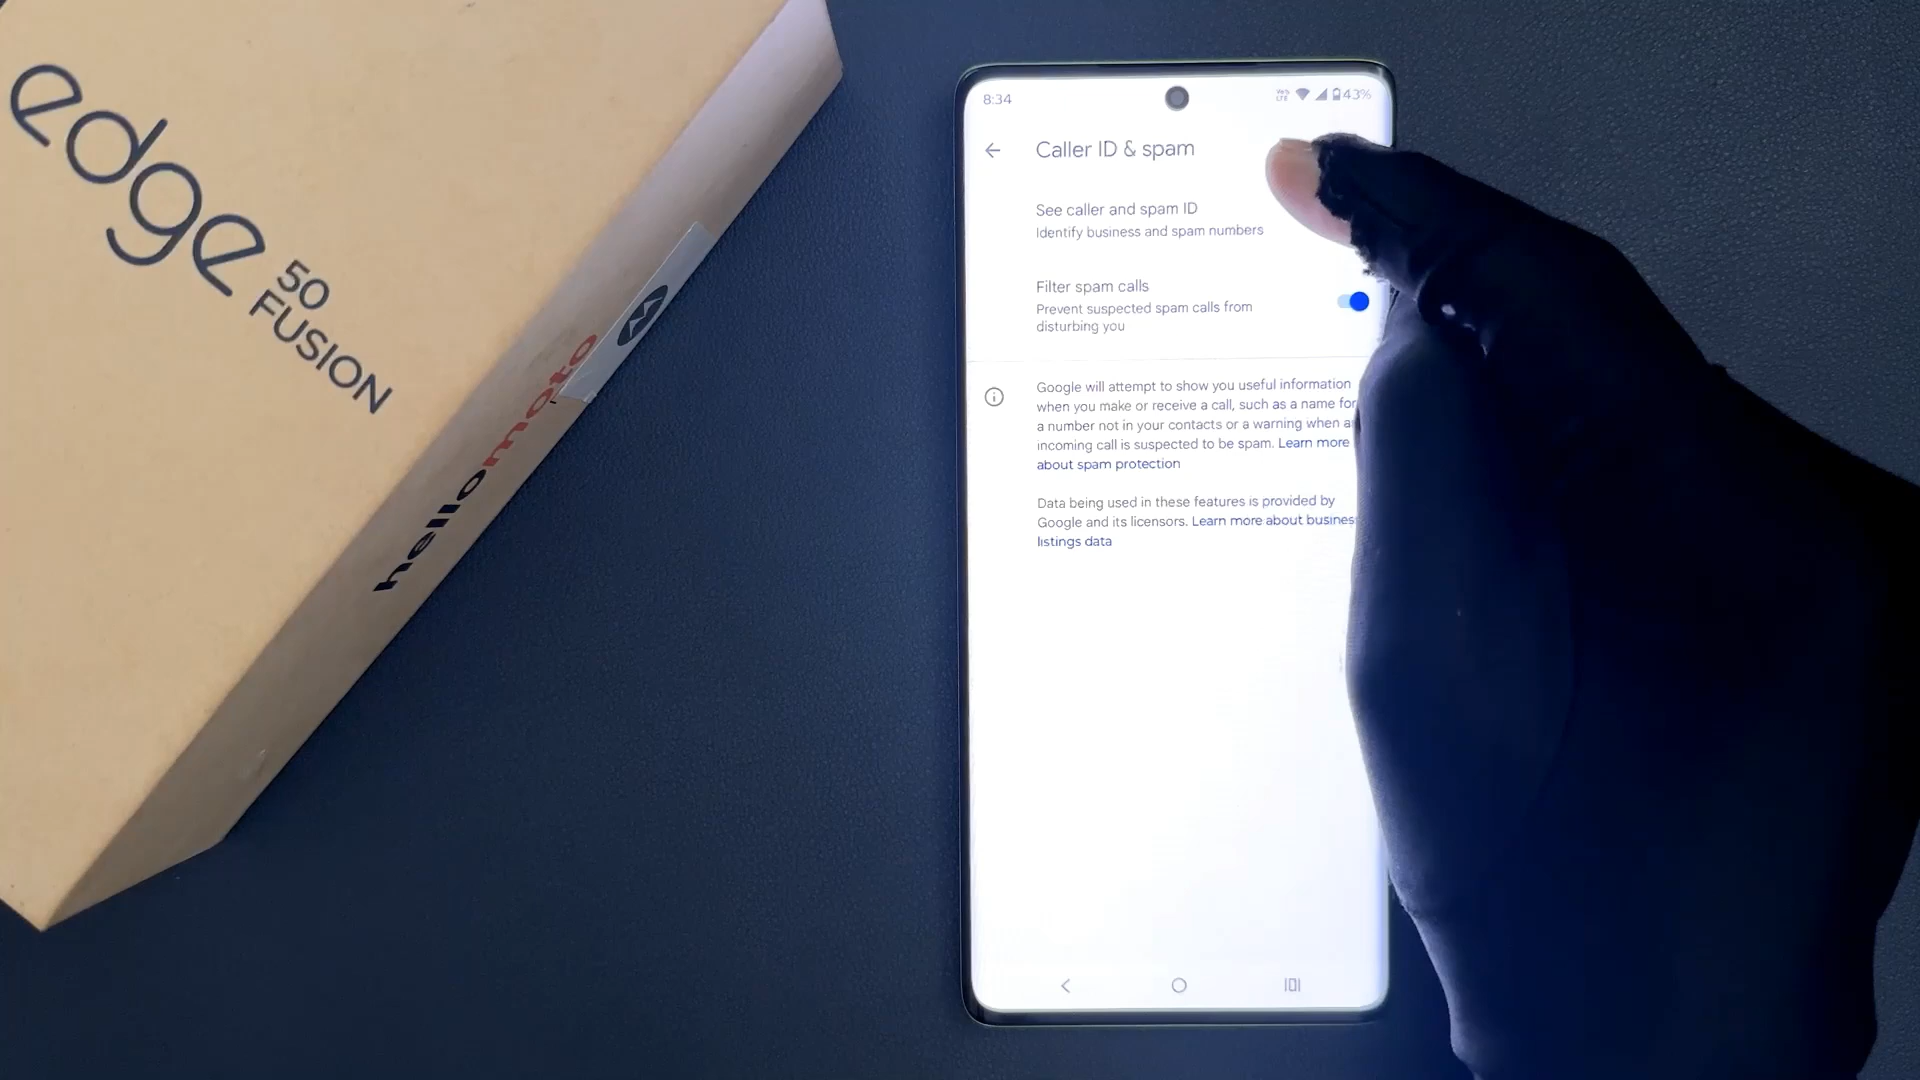 edge
50
FUSION
hellomoto
8:34
Vo
LTE
43%
Caller ID & spam
See caller and spam ID
Identify business and spam numbers
Filter spam calls
Prevent suspected spam calls from
disturbing you
Google will attempt to show you useful information
when you make or receive a call, such as a name for
a number not in your contacts or a warning when
incoming call is suspected to be spam. Learn more
about spam protection
Data being used in these features is provided by
Google and its licensors. Learn more about
listings data